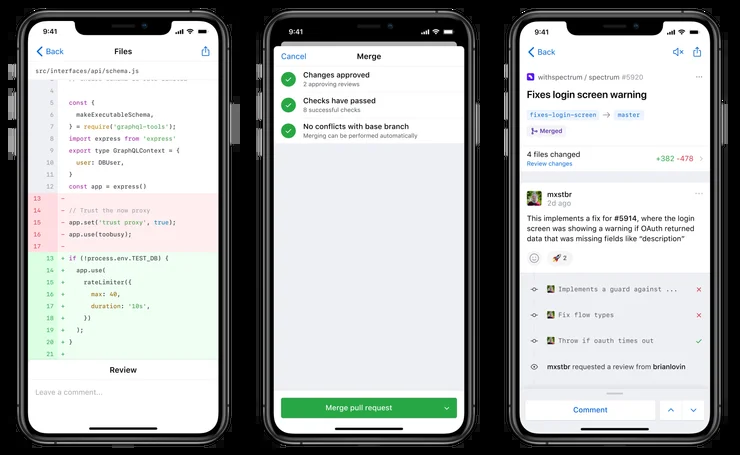 9:41
Back
Files
src/interfaces/api/schema.js
3
4
5 const {
6 makeExecutableSchema,
7 } = require('graphql-tools');
8 import express from 'express'
9 export type GraphQLContext = {
10 user: DBUser,
11 }
12 const app = express()
13 -
14 - // Trust the now proxy
15 - app.set('trust proxy', true);
16 - app.use(toobusy);
17 -
13 + if (!process.env.TEST_DB) {
14 + app.use(
15 + rateLimiter({
16 + max: 40,
17 + duration: '10s',
18 + })
19 + );
20 + }
21 +
Review
Leave a comment...
9:41
Cancel
Merge
Changes approved
2 approving reviews
Checks have passed
8 successful checks
No conflicts with base branch
Merging can be performed automatically
Merge pull request
9:41
Back
withspectrum / spectrum #5920
Fixes login screen warning
fixes-login-screen → master
Merged
4 files changed
+382 -478
Review changes
mxstbr
2d ago
This implements a fix for #5914, where the login
screen was showing a warning if OAuth returned
data that was missing fields like “description”
🚀 2
Implements a guard against ...
Fix flow types
Throw if oauth times out
mxstbr requested a review from brianlovin
Comment